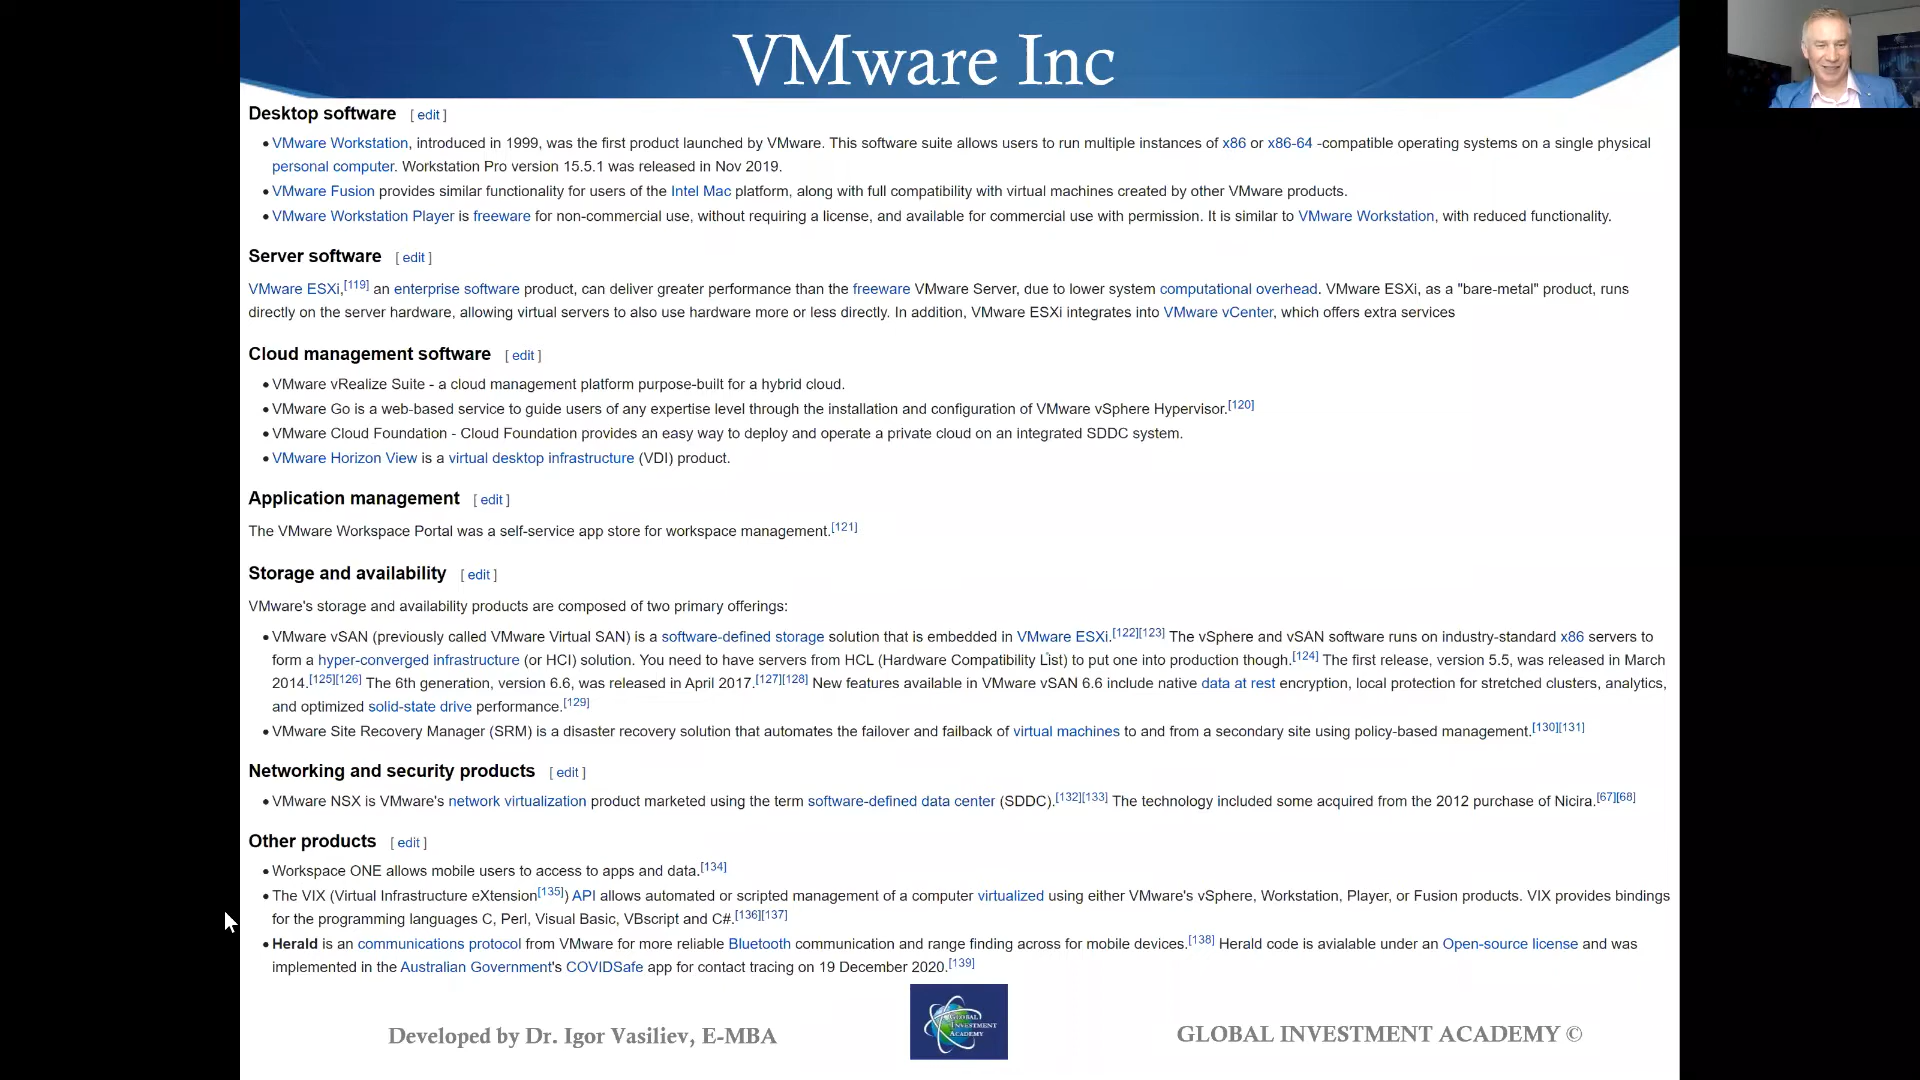 VMware Inc
Desktop software [ edit ]
• VMware Workstation, introduced in 1999, was the first product launched by VMware. This software suite allows users to run multiple instances of x86 or x86-64 -compatible operating systems on a single physical
personal computer. Workstation Pro version 15.5.1 was released in Nov 2019.
• VMware Fusion provides similar functionality for users of the Intel Mac platform, along with full compatibility with virtual machines created by other VMware products.
• VMware Workstation Player is freeware for non-commercial use, without requiring a license, and available for commercial use with permission. It is similar to VMware Workstation, with reduced functionality.
Server software [ edit ]
VMware ESXi,[119] an enterprise software product, can deliver greater performance than the freeware VMware Server, due to lower system computational overhead. VMware ESXi, as a "bare-metal" product, runs
directly on the server hardware, allowing virtual servers to also use hardware more or less directly. In addition, VMware ESXi integrates into VMware vCenter, which offers extra services
Cloud management software [ edit ]
• VMware vRealize Suite - a cloud management platform purpose-built for a hybrid cloud.
• VMware Go is a web-based service to guide users of any expertise level through the installation and configuration of VMware vSphere Hypervisor.[120]
• VMware Cloud Foundation - Cloud Foundation provides an easy way to deploy and operate a private cloud on an integrated SDDC system.
• VMware Horizon View is a virtual desktop infrastructure (VDI) product.
Application management [ edit ]
The VMware Workspace Portal was a self-service app store for workspace management.[121]
Storage and availability [ edit ]
VMware's storage and availability products are composed of two primary offerings:
• VMware vSAN (previously called VMware Virtual SAN) is a software-defined storage solution that is embedded in VMware ESXi.[122][123] The vSphere and vSAN software runs on industry-standard x86 servers to
form a hyper-converged infrastructure (or HCI) solution. You need to have servers from HCL (Hardware Compatibility List) to put one into production though.[124] The first release, version 5.5, was released in March
2014.[125][126] The 6th generation, version 6.6, was released in April 2017.[127][128] New features available in VMware vSAN 6.6 include native data at rest encryption, local protection for stretched clusters, analytics,
and optimized solid-state drive performance.[129]
• VMware Site Recovery Manager (SRM) is a disaster recovery solution that automates the failover and failback of virtual machines to and from a secondary site using policy-based management.[130][131]
Networking and security products [ edit ]
• VMware NSX is VMware's network virtualization product marketed using the term software-defined data center (SDDC).[132][133] The technology included some acquired from the 2012 purchase of Nicira.[67][68]
Other products [ edit ]
• Workspace ONE allows mobile users to access to apps and data.[134]
• The VIX (Virtual Infrastructure eXtension[135]) API allows automated or scripted management of a computer virtualized using either VMware's vSphere, Workstation, Player, or Fusion products. VIX provides bindings
for the programming languages C, Perl, Visual Basic, VBscript and C#.[136][137]
• Herald is an communications protocol from VMware for more reliable Bluetooth communication and range finding across for mobile devices.[138] Herald code is avialable under an Open-source license and was
implemented in the Australian Government's COVIDSafe app for contact tracing on 19 December 2020.[139]
Developed by Dr. Igor Vasiliev, E-MBA
GLOBAL
INVESTMENT
ACADEMY
GLOBAL INVESTMENT ACADEMY ©